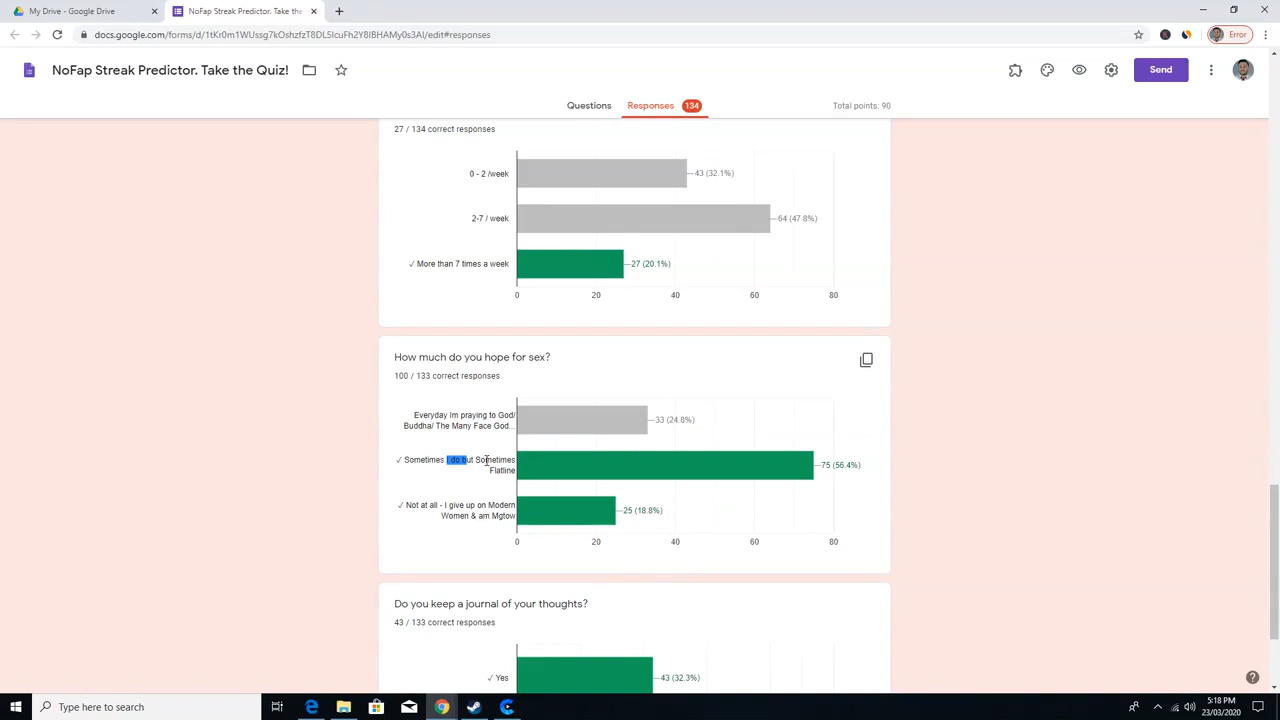 My Drive - Google Drive
NoFap Streak Predictor. Take the
docs.google.com/forms/d/1tKr0m1WUssg7kOshzfzT8DL5lcuFh2Y8IBHAMy0s3AI/edit#responses
Error
NoFap Streak Predictor. Take the Quiz!
Send
Questions
Responses 134
Total points: 90
27 / 134 correct responses
0 - 2 /week
43 (32.1%)
2-7 / week
64 (47.8%)
✓ More than 7 times a week
27 (20.1%)
0 20 40 60 80
How much do you hope for sex?
100 / 133 correct responses
Everyday Im praying to God/
Buddha/ The Many Face God...
33 (24.8%)
✓ Sometimes I do but Sometimes
Flatline
75 (56.4%)
✓ Not at all - I give up on Modern
Women & am Mgtow
25 (18.8%)
0 20 40 60 80
Do you keep a journal of your thoughts?
43 / 133 correct responses
✓ Yes
43 (32.3%)
Type here to search
5:18 PM
23/03/2020